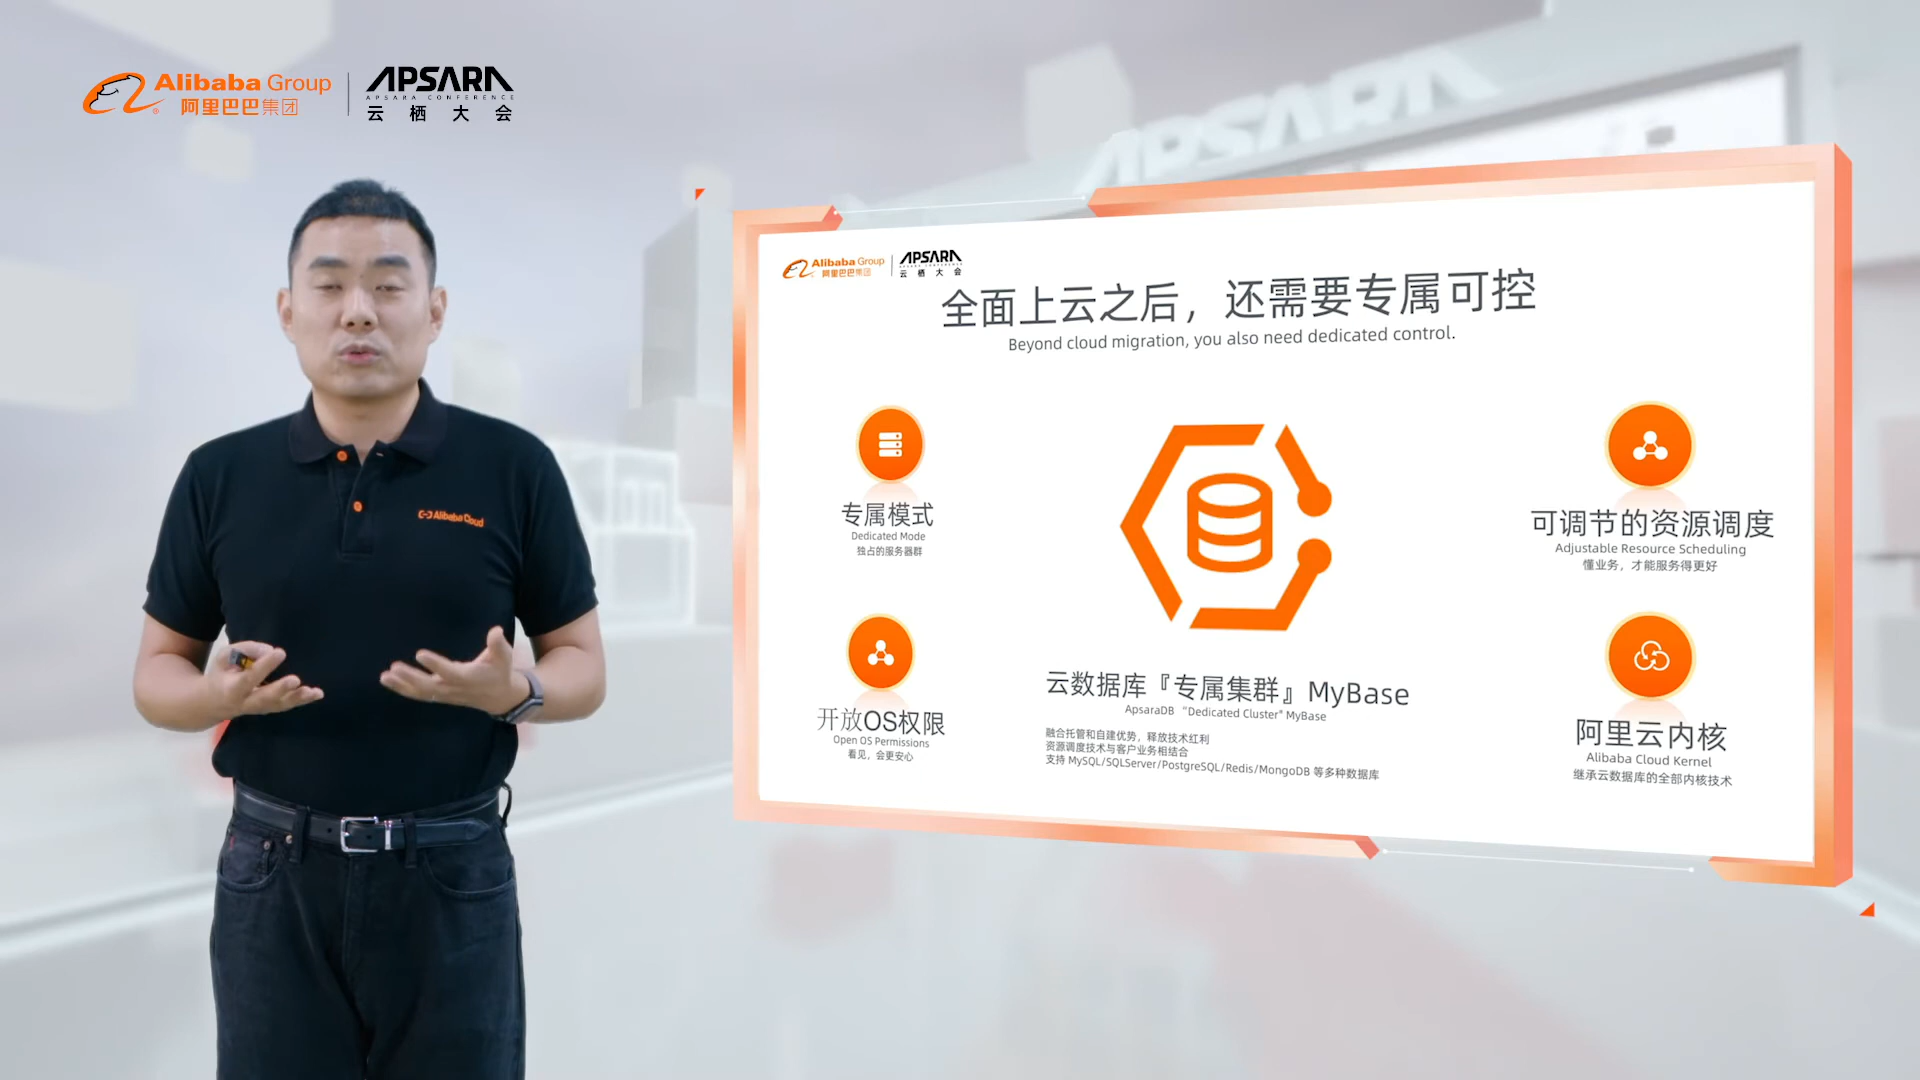 Alibaba Group
阿里巴巴集团
APSARA
APSARA CONFERENCE
云栖大会
APSARA
Alibaba Cloud
Alibaba Group
阿里巴巴集团
APSARA
云栖大会
全面上云之后，还需要专属可控
Beyond cloud migration, you also need dedicated control.
专属模式
Dedicated Mode
独占的服务器群
开放OS权限
Open OS Permissions
看见，会更安心
云数据库『专属集群』MyBase
ApsaraDB “Dedicated Cluster” MyBase
融合托管和自建优势，释放技术红利
资源调度技术与客户业务相结合
支持 MySQL/SQLServer/PostgreSQL/Redis/MongoDB 等多种数据库
可调节的资源调度
Adjustable Resource Scheduling
懂业务，才能服务得更好
阿里云内核
Alibaba Cloud Kernel
继承云数据库的全部内核技术